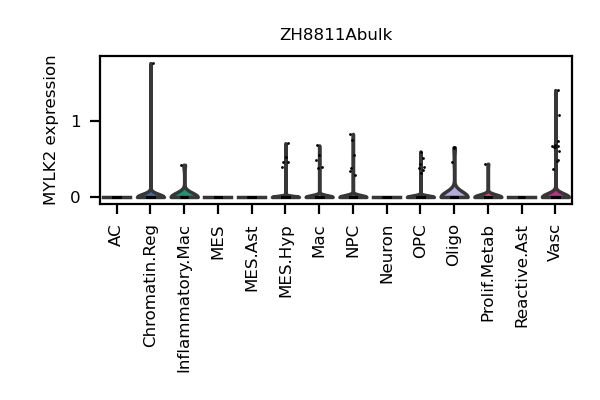 ZH8811Abulk
MYLK2 expression
1
0
AC
Chromatin.Reg
Inflammatory.Mac
MES
MES.Ast
MES.Hyp
Mac
NPC
Neuron
OPC
Oligo
Prolif.Metab
Reactive.Ast
Vasc